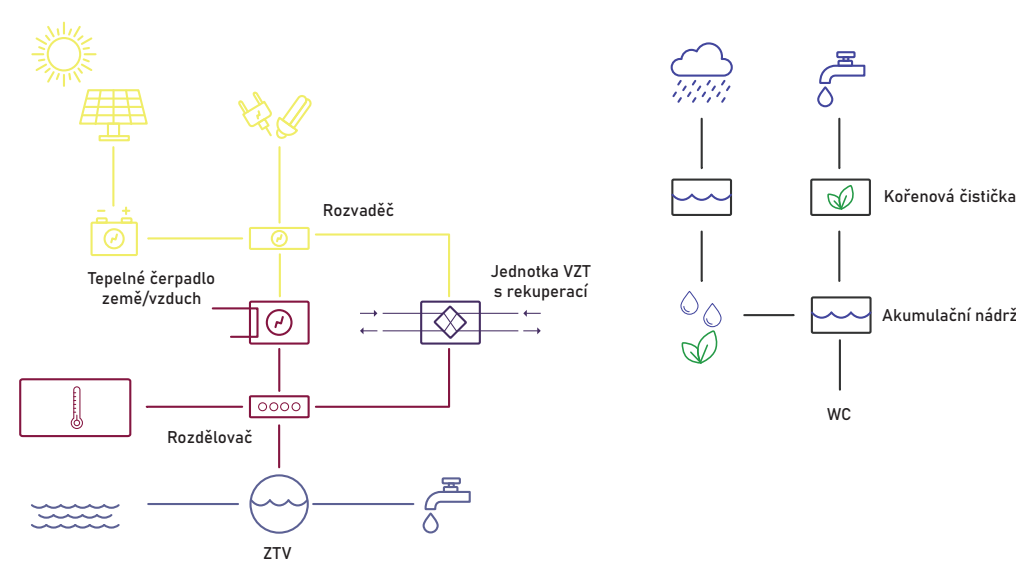 Rozvaděč
Tepelné čerpadlo
země/vzduch
Jednotka VZT
s rekuperací
Rozdělovač
ZTV
Kořenová čistička
Akumulační nádrž
WC